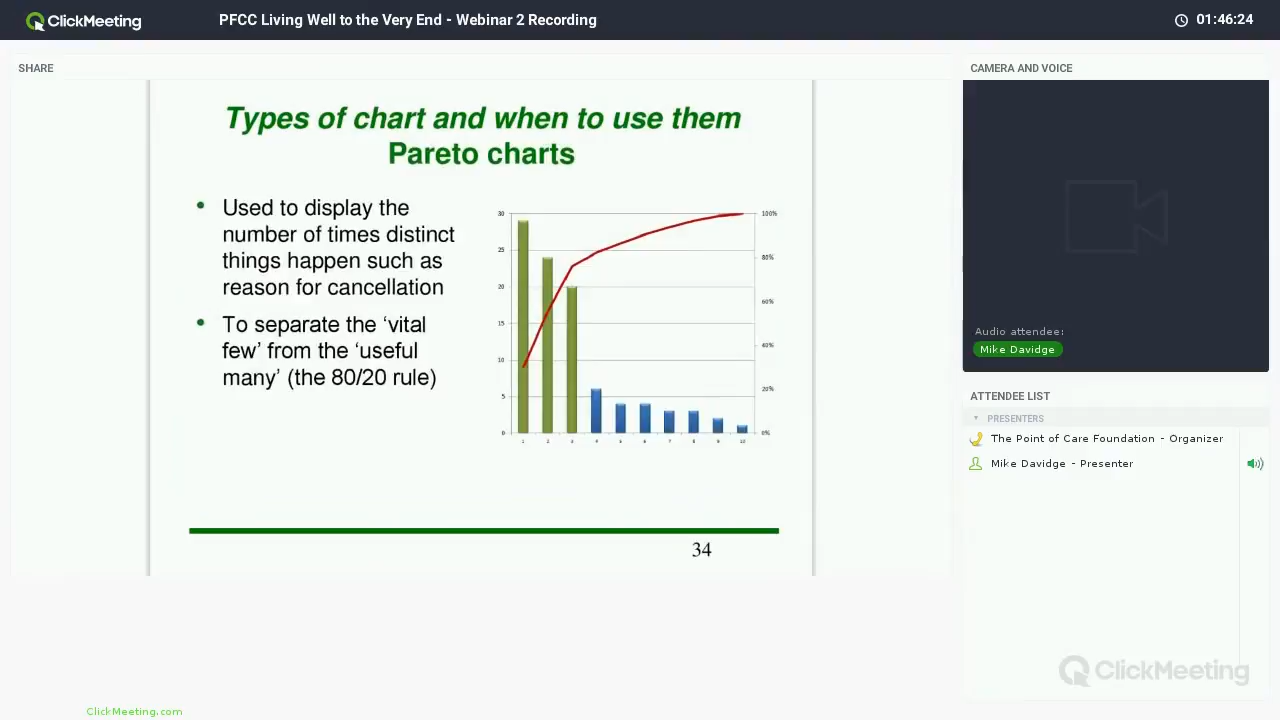 ClickMeeting
PFCC Living Well to the Very End - Webinar 2 Recording
01:46:24
SHARE
Types of chart and when to use them
Pareto charts
• Used to display the
number of times distinct
things happen such as
reason for cancellation
• To separate the ‘vital
few’ from the ‘useful
many’ (the 80/20 rule)
30
25
20
15
10
5
0
100%
80%
60%
40%
20%
0%
1 2 3 4 5 6 7 8 9 10
34
CAMERA AND VOICE
Audio attendee:
Mike Davidge
ATTENDEE LIST
PRESENTERS
The Point of Care Foundation - Organizer
Mike Davidge - Presenter
ClickMeeting
ClickMeeting.com